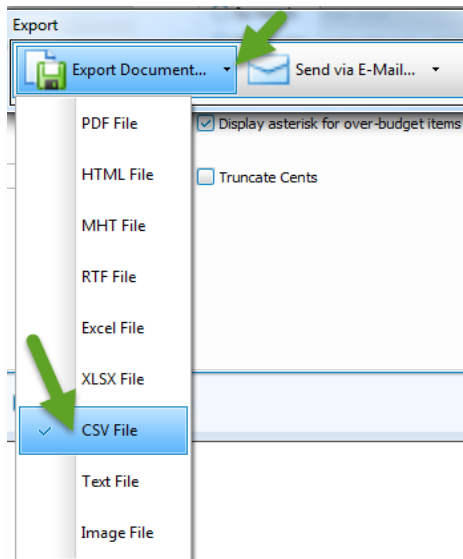 Export
Export Document...
Send via E-Mail...
PDF File
Display asterisk for over-budget items
HTML File
Truncate Cents
MHT File
RTF File
Excel File
XLSX File
CSV File
Text File
Image File